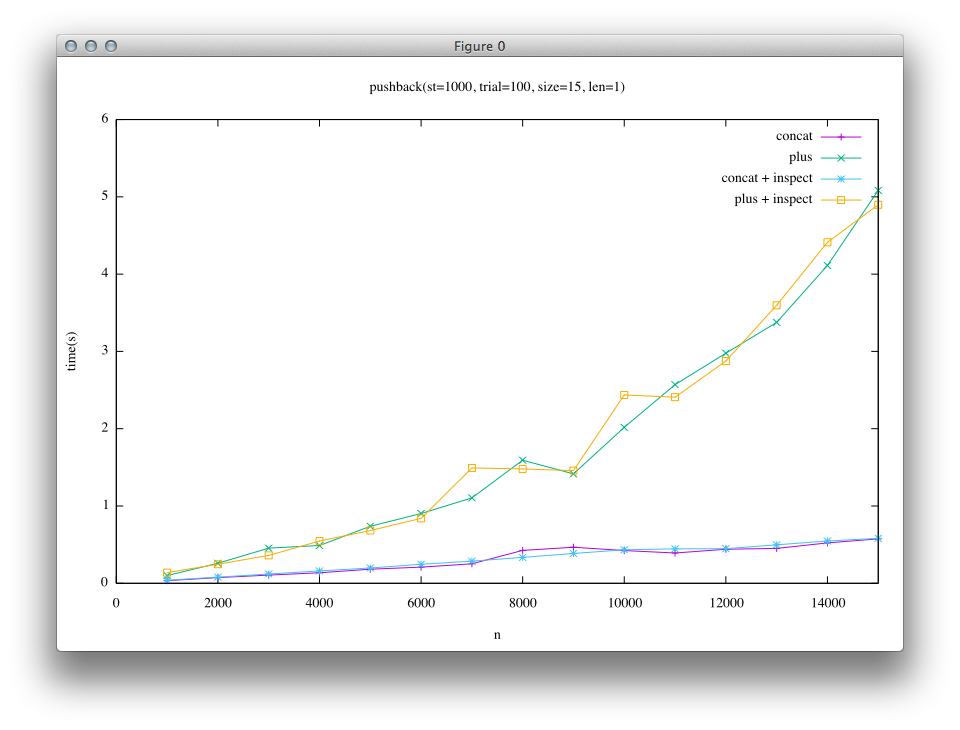 Figure 0
pushback(st=1000, trial=100, size=15, len=1)
concat
plus
concat + inspect
plus + inspect
6
5
4
3
2
1
0
time(s)
0 2000 4000 6000 8000 10000 12000 14000
n